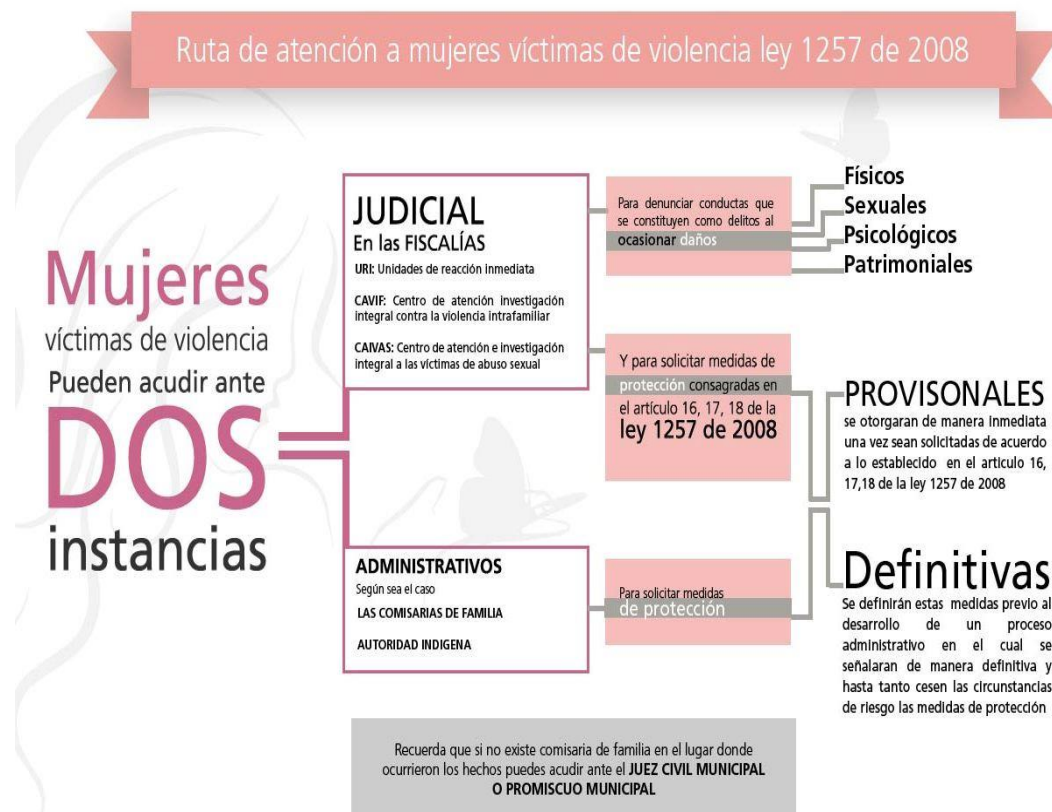 Ruta de atención a mujeres víctimas de violencia ley 1257 de 2008
Mujeres
víctimas de violencia
Pueden acudir ante
DOS
instancias
JUDICIAL
En las FISCALÍAS
URI: Unidades de reacción inmediata
CAVIF: Centro de atención investigación
integral contra la violencia intrafamiliar
CAIVAS: Centro de atención e investigación
integral a las víctimas de abuso sexual
Para denunciar conductas que
se constituyen como delitos al
ocasionar daños
Físicos
Sexuales
Psicológicos
Patrimoniales
Y para solicitar medidas de
protección consagradas en
el artículo 16, 17, 18 de la
ley 1257 de 2008
PROVISONALES
se otorgaran de manera inmediata
una vez sean solicitadas de acuerdo
a lo establecido en el articulo 16,
17,18 de la ley 1257 de 2008
ADMINISTRATIVOS
Según sea el caso
LAS COMISARIAS DE FAMILIA
AUTORIDAD INDIGENA
Para solicitar medidas
de protección
Definitivas
Se definirán estas medidas previo al
desarrollo de un proceso
administrativo en el cual se
señalaran de manera definitiva y
hasta tanto cesen las circunstancias
de riesgo las medidas de protección
Recuerda que si no existe comisaria de familia en el lugar donde
ocurrieron los hechos puedes acudir ante el JUEZ CIVIL MUNICIPAL
O PROMISCUO MUNICIPAL